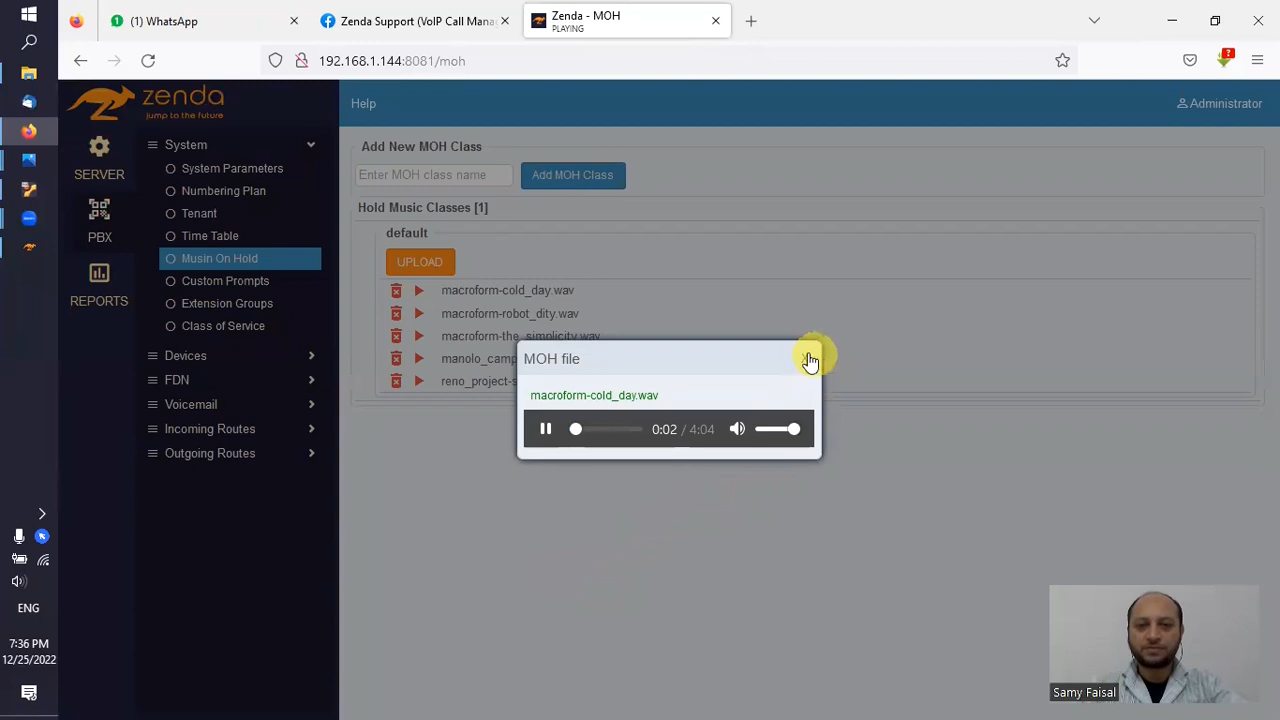 (1) WhatsApp
Zenda Support (VoIP Call Mana
Zenda - MOH
PLAYING
192.168.1.144:8081/moh
zenda
jump to the future
Help
Administrator
SERVER
PBX
REPORTS
System
System Parameters
Numbering Plan
Tenant
Time Table
Musin On Hold
Custom Prompts
Extension Groups
Class of Service
Devices
FDN
Voicemail
Incoming Routes
Outgoing Routes
Add New MOH Class
Enter MOH class name
Add MOH Class
Hold Music Classes [1]
default
UPLOAD
macroform-cold_day.wav
macroform-robot_dity.wav
macroform-the_simplicity.wav
manolo_camp
reno_project-s
MOH file
macroform-cold_day.wav
0:02 / 4:04
ENG
7:36 PM
12/25/2022
Samy Faisal